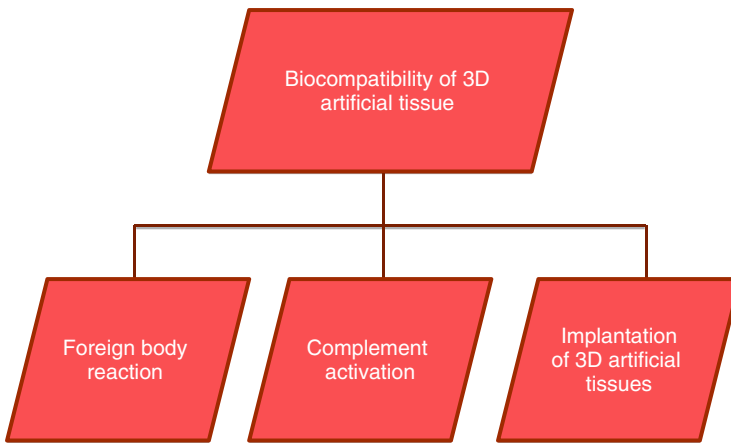 Biocompatibility of 3D
artificial tissue
Foreign body
reaction
Complement
activation
Implantation
of 3D artificial
tissues